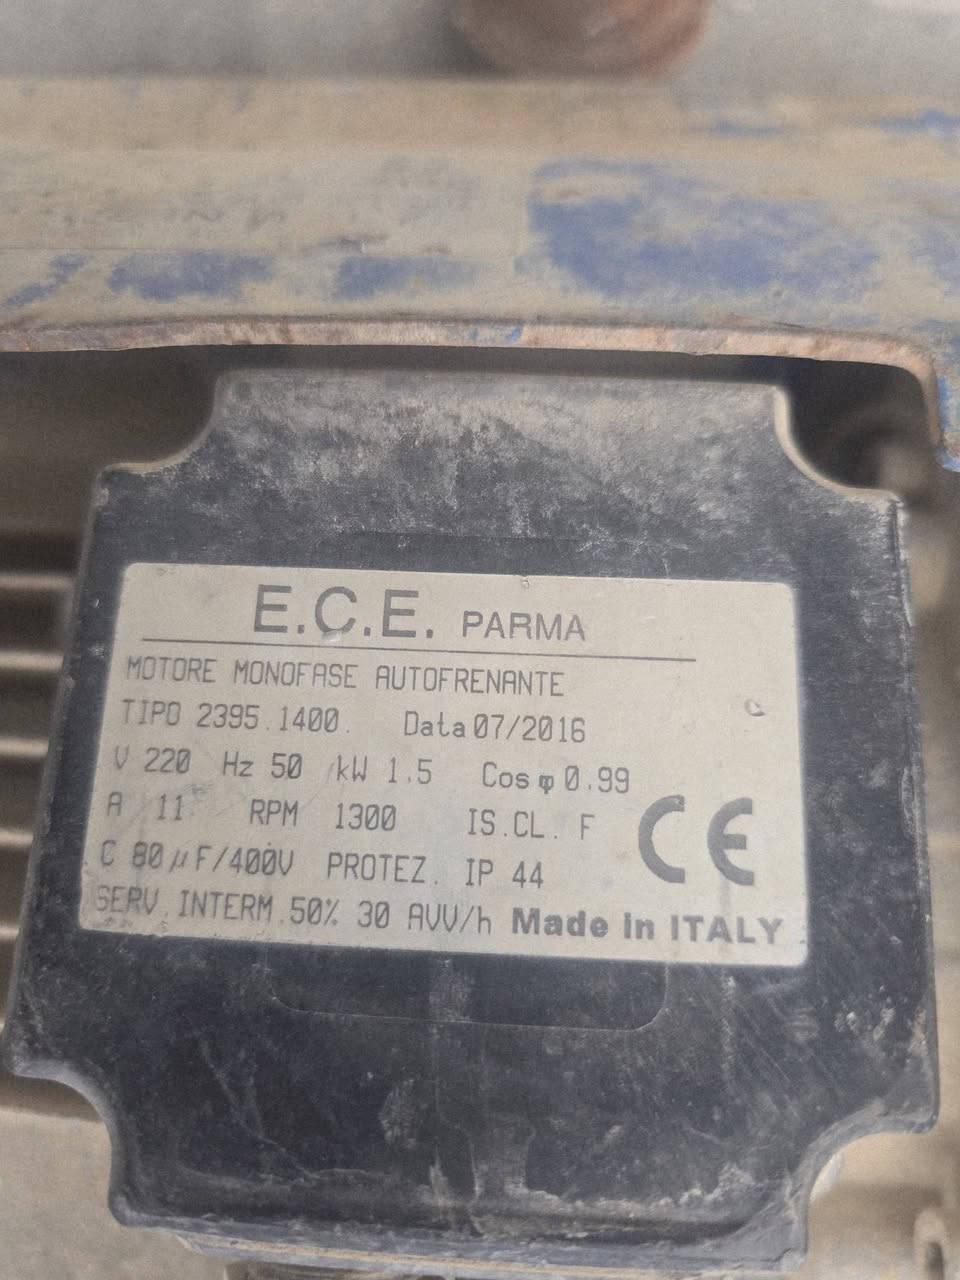 E.C.E. PARMA
MOTORE MONOFASE AUTOFRENANTE
TIPO 2395.1400. Data 07/2016
V 220 Hz 50 kW 1.5 Cos φ 0.99
A 11 RPM 1300 IS.CL. F
C 80 µF/400V PROTEZ. IP 44
CE
SERV.INTERM.50% 30 AVV/h Made in ITALY